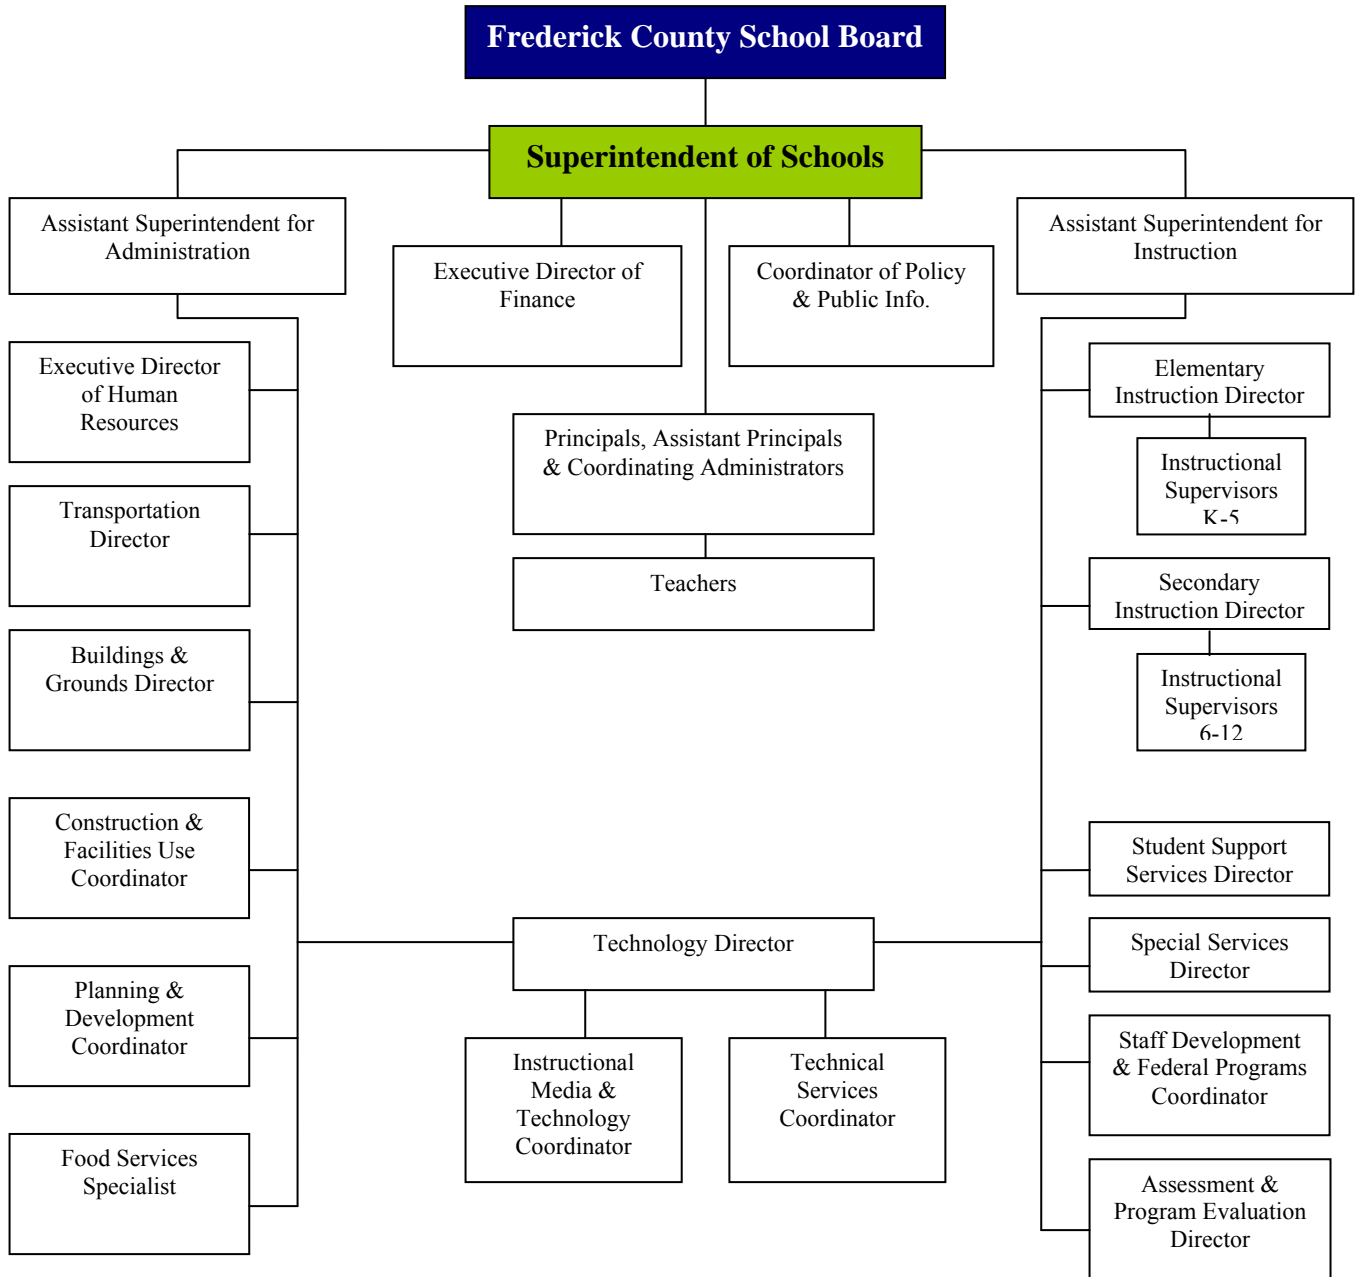 Frederick County School Board
Superintendent of Schools
Assistant Superintendent for
Administration
Executive Director of
Finance
Coordinator of Policy
& Public Info.
Assistant Superintendent for
Instruction
Executive Director
of Human
Resources
Transportation
Director
Buildings &
Grounds Director
Construction &
Facilities Use
Coordinator
Planning &
Development
Coordinator
Food Services
Specialist
Principals, Assistant Principals
& Coordinating Administrators
Teachers
Technology Director
Instructional
Media &
Technology
Coordinator
Technical
Services
Coordinator
Elementary
Instruction Director
Instructional
Supervisors
K-5
Secondary
Instruction Director
Instructional
Supervisors
6-12
Student Support
Services Director
Special Services
Director
Staff Development
& Federal Programs
Coordinator
Assessment &
Program Evaluation
Director